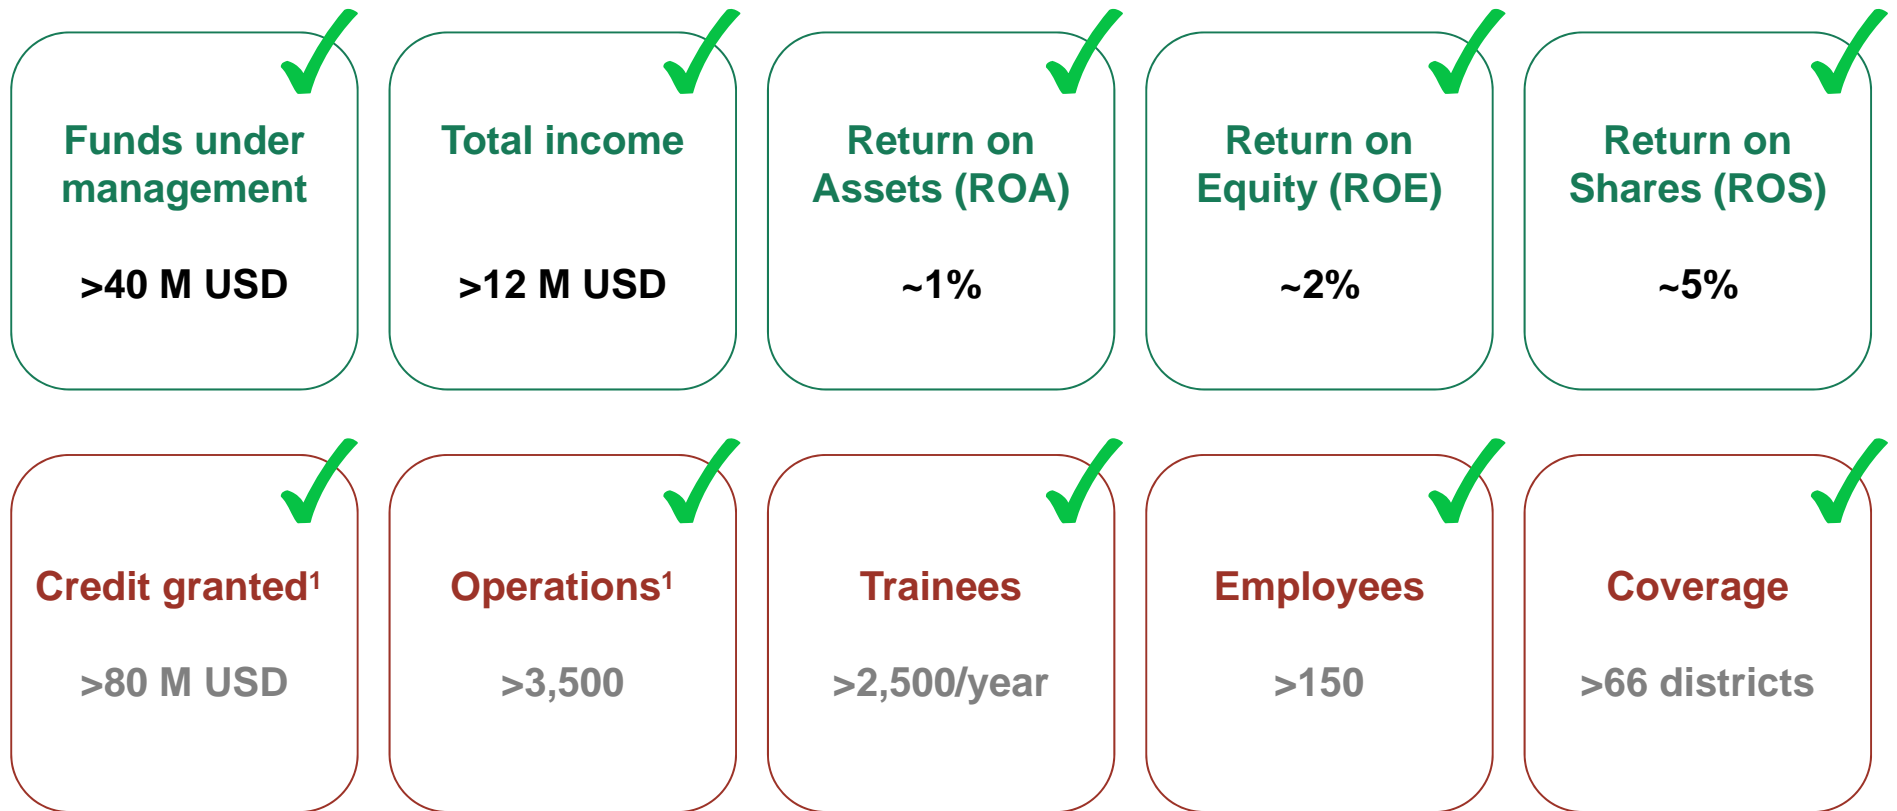 Funds under
management
>40 M USD
Total income
>12 M USD
Return on
Assets (ROA)
~1%
Return on
Equity (ROE)
~2%
Return on
Shares (ROS)
~5%
Credit granted¹
>80 M USD
Operations¹
>3,500
Trainees
>2,500/year
Employees
>150
Coverage
>66 districts